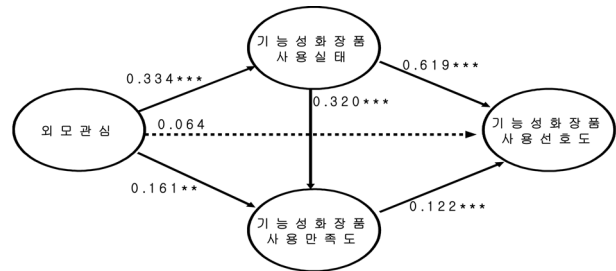 기능성화장품
사용실태
0.334***
0.619***
0.320***
외모관심
0.064
기능성화장품
사용선호도
0.161**
0.122***
기능성화장품
사용만족도